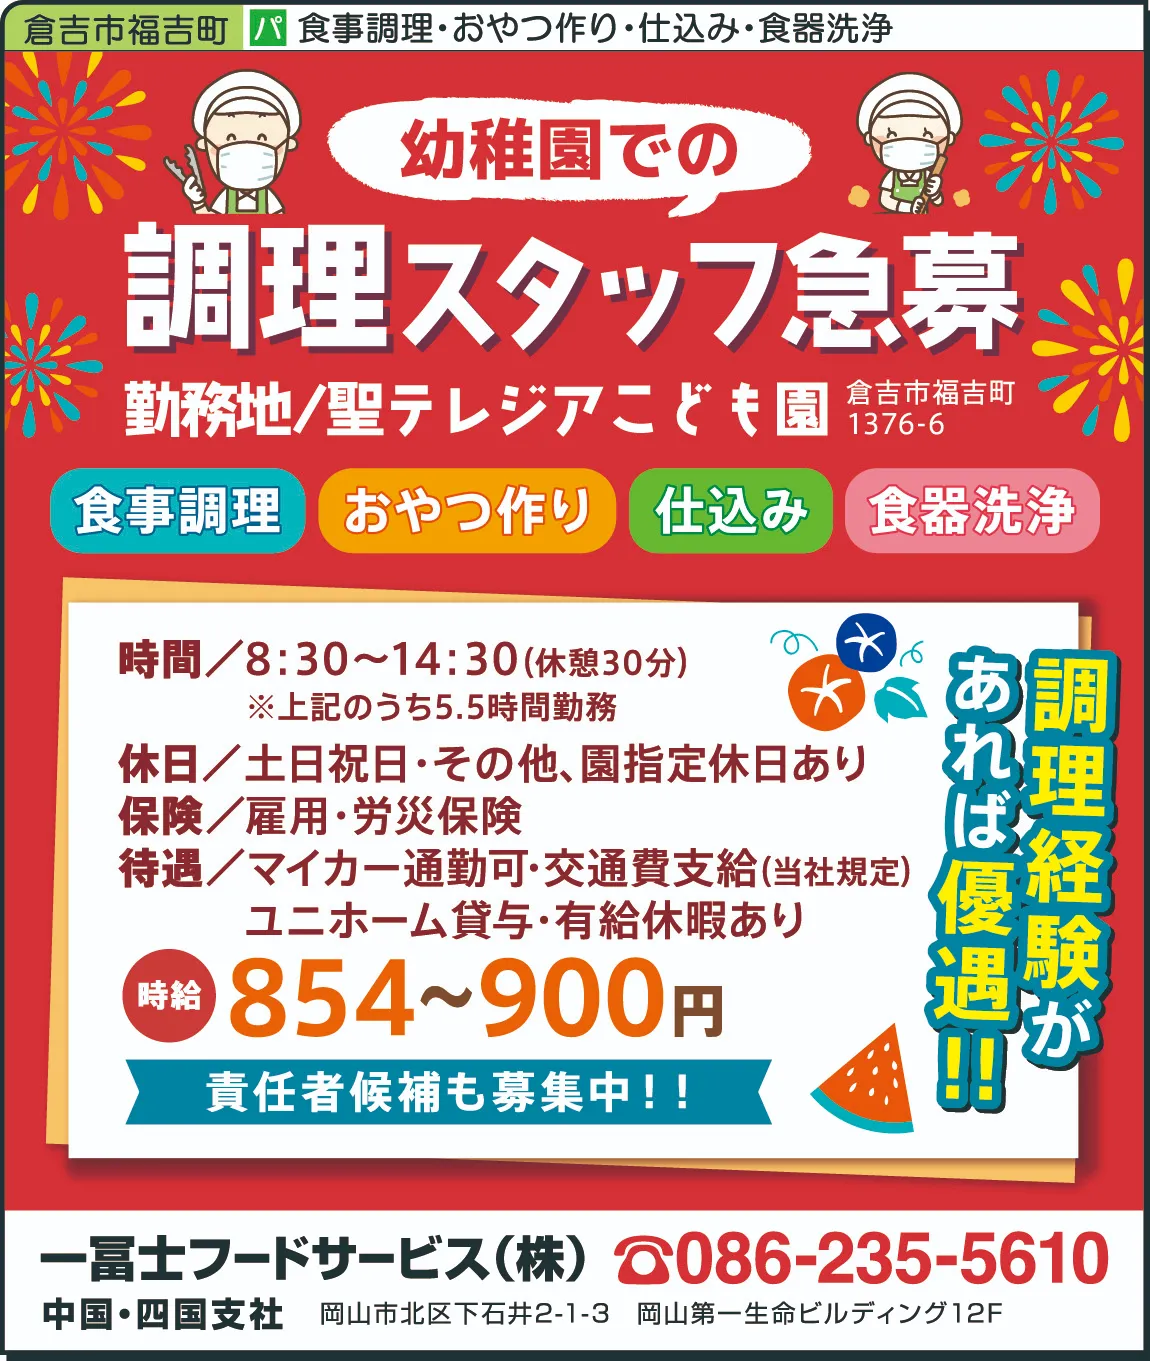 倉吉市福吉町 パ 食事調理・おやつ作り・仕込み・食器洗浄
幼稚園での
調理スタッフ急募
勤務地/聖テレジアこども園 倉吉市福吉町
1376-6
食事調理 おやつ作り 仕込み 食器洗浄
時間／8:30〜14:30(休憩30分)
※上記のうち5.5時間勤務
休日／土日祝日・その他、園指定休日あり
保険／雇用・労災保険
待遇／マイカー通勤可・交通費支給(当社規定)
ユニホーム貸与・有給休暇あり
時給 854〜900円
責任者候補も募集中！！
調理経験が
あれば優遇!!
一冨士フードサービス(株) ☎086-235-5610
中国・四国支社 岡山市北区下石井2-1-3 岡山第一生命ビルディング12F